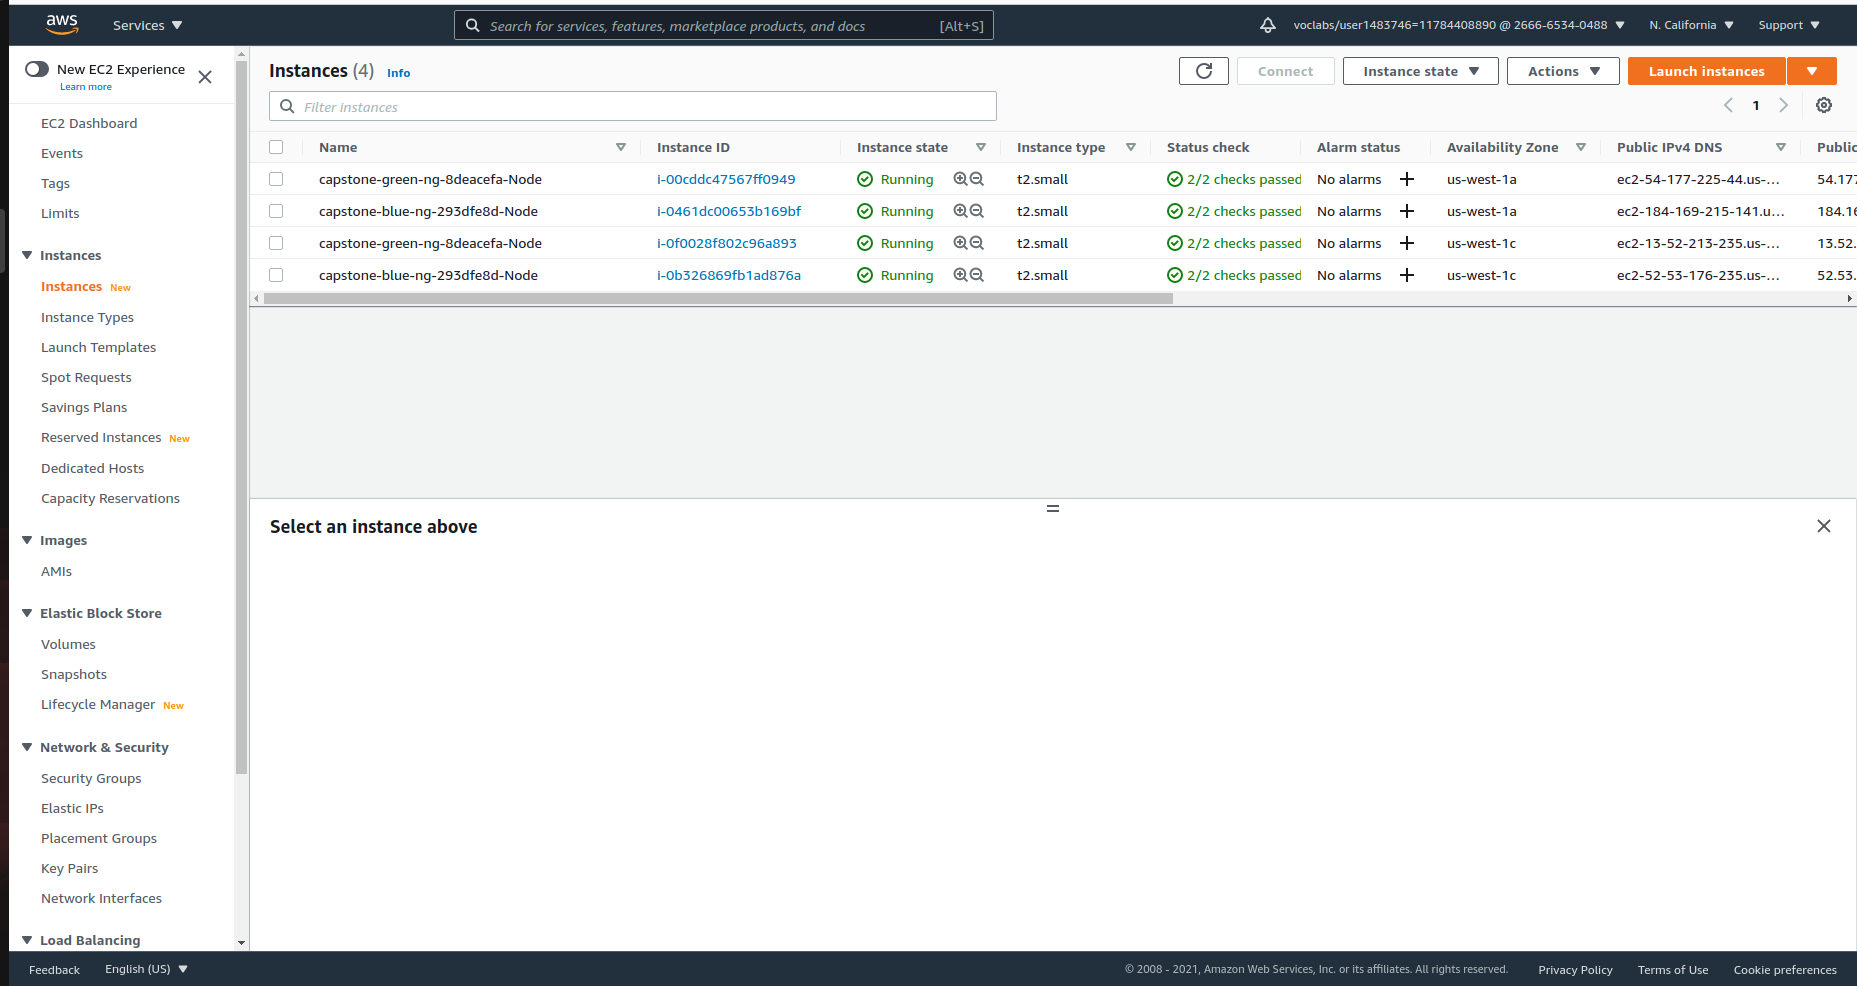 aws Services Search for services, features, marketplace products, and docs [Alt+S] voclabs/user1483746=11784408890 @ 2666-6534-0488 N. California Support
New EC2 Experience
Learn more
EC2 Dashboard
Events
Tags
Limits
Instances
Instances New
Instance Types
Launch Templates
Spot Requests
Savings Plans
Reserved Instances New
Dedicated Hosts
Capacity Reservations
Images
AMIs
Elastic Block Store
Volumes
Snapshots
Lifecycle Manager New
Network & Security
Security Groups
Elastic IPs
Placement Groups
Key Pairs
Network Interfaces
Load Balancing
Instances (4) Info Connect Instance state Actions Launch instances
Filter instances 1
Name Instance ID Instance state Instance type Status check Alarm status Availability Zone Public IPv4 DNS Public
capstone-green-ng-8deacefa-Node i-00cddc47567ff0949 Running t2.small 2/2 checks passed No alarms us-west-1a ec2-54-177-225-44.us-... 54.177
capstone-blue-ng-293dfe8d-Node i-0461dc00653b169bf Running t2.small 2/2 checks passed No alarms us-west-1a ec2-184-169-215-141.u... 184.16
capstone-green-ng-8deacefa-Node i-0f0028f802c96a893 Running t2.small 2/2 checks passed No alarms us-west-1c ec2-13-52-213-235.us-... 13.52.
capstone-blue-ng-293dfe8d-Node i-0b326869fb1ad876a Running t2.small 2/2 checks passed No alarms us-west-1c ec2-52-53-176-235.us-... 52.53.
Select an instance above
Feedback English (US) © 2008 - 2021, Amazon Web Services, Inc. or its affiliates. All rights reserved. Privacy Policy Terms of Use Cookie preferences